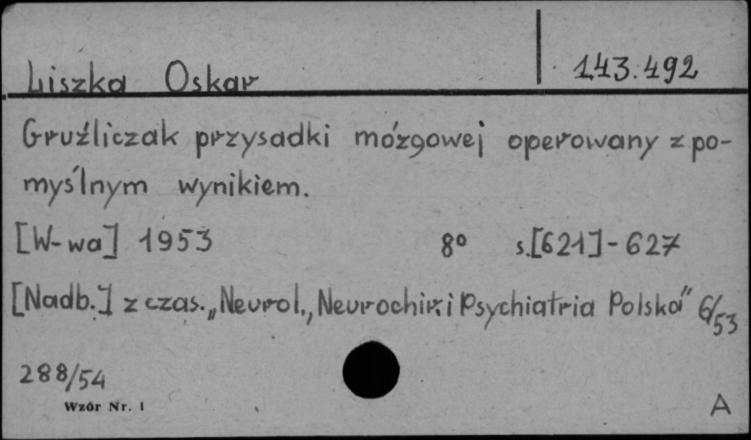 Liszka Oskar 143.492
Gruźliczak przysadki mózgowej operowany z po-
myślnym wynikiem.
[W-wa] 1953 8° s.[621]-627
[Nadb.] z czas. „Neurol., Neurochir. i Psychiatria Polska" 6/53
288/54
Wzór Nr. 1
A